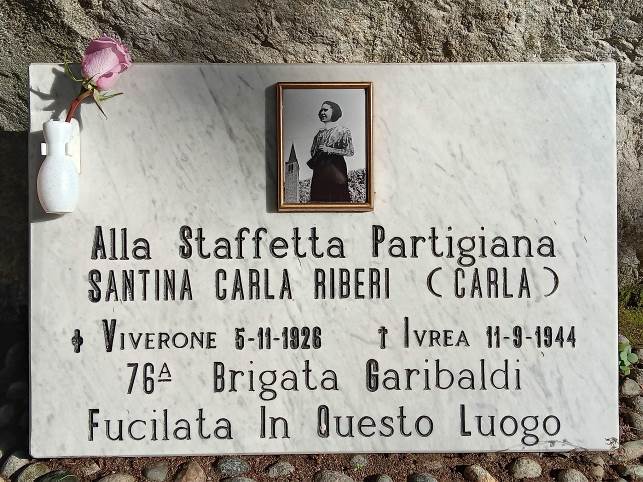 Alla Staffetta Partigiana
SANTINA CARLA RIBERI (CARLA)
VIVERONE 5-11-1926 † IVREA 11-9-1944
76ᴬ Brigata Garibaldi
Fucilata In Questo Luogo